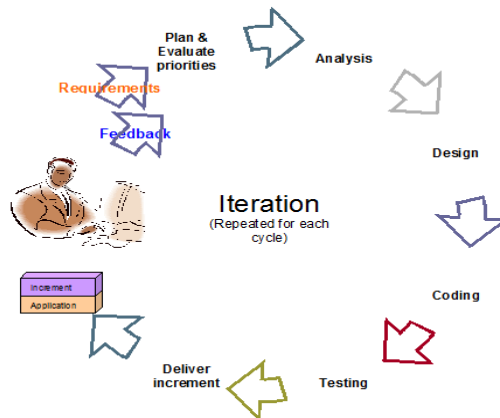 Plan &
Evaluate
priorities
Analysis
Requirements
Feedback
Design
Iteration
(Repeated for each
cycle)
Increment
Application
Coding
Deliver
increment
Testing